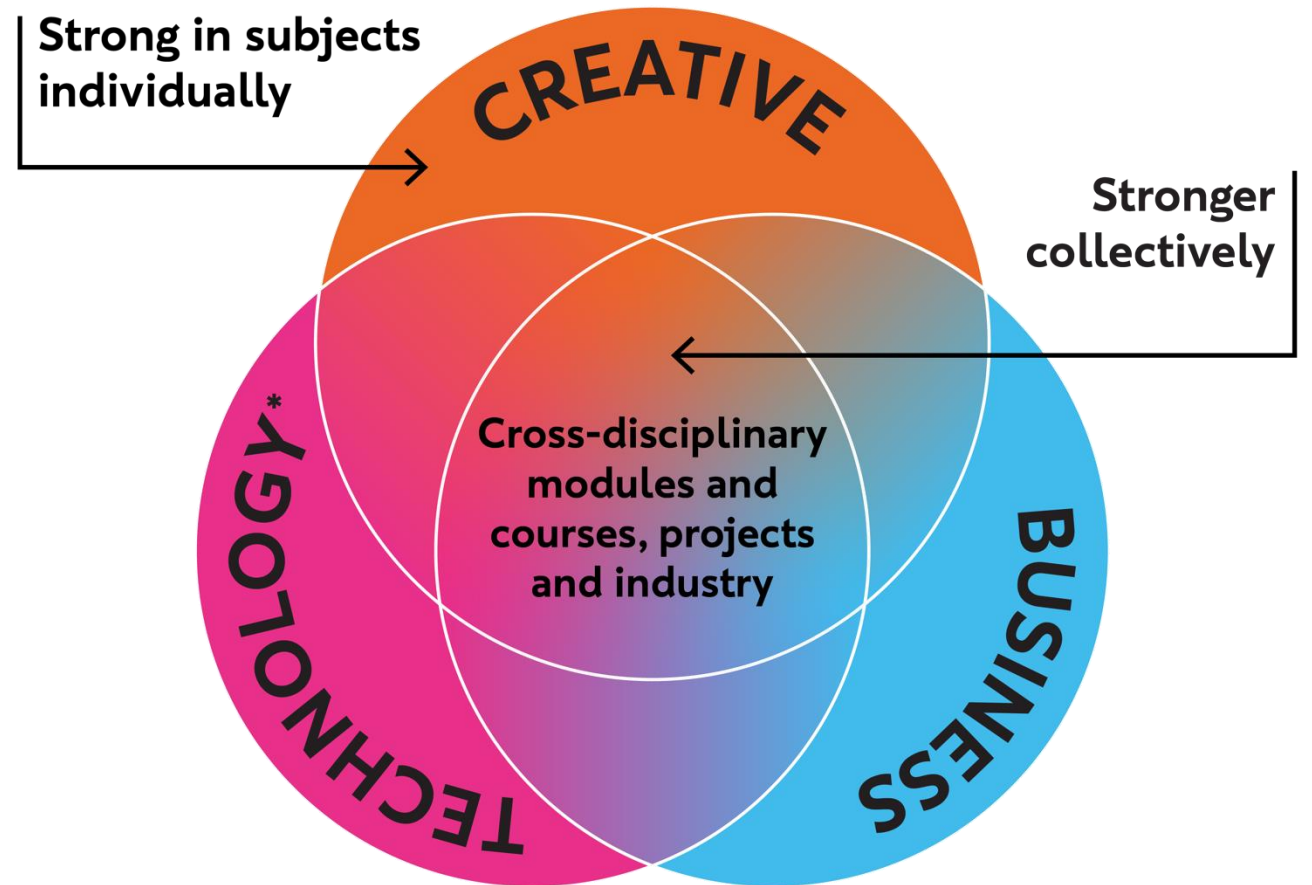 Strong in subjects
individually
CREATIVE
Stronger
collectively
TECHNOLOGY*
Cross-disciplinary
modules and
courses, projects
and industry
BUSINESS